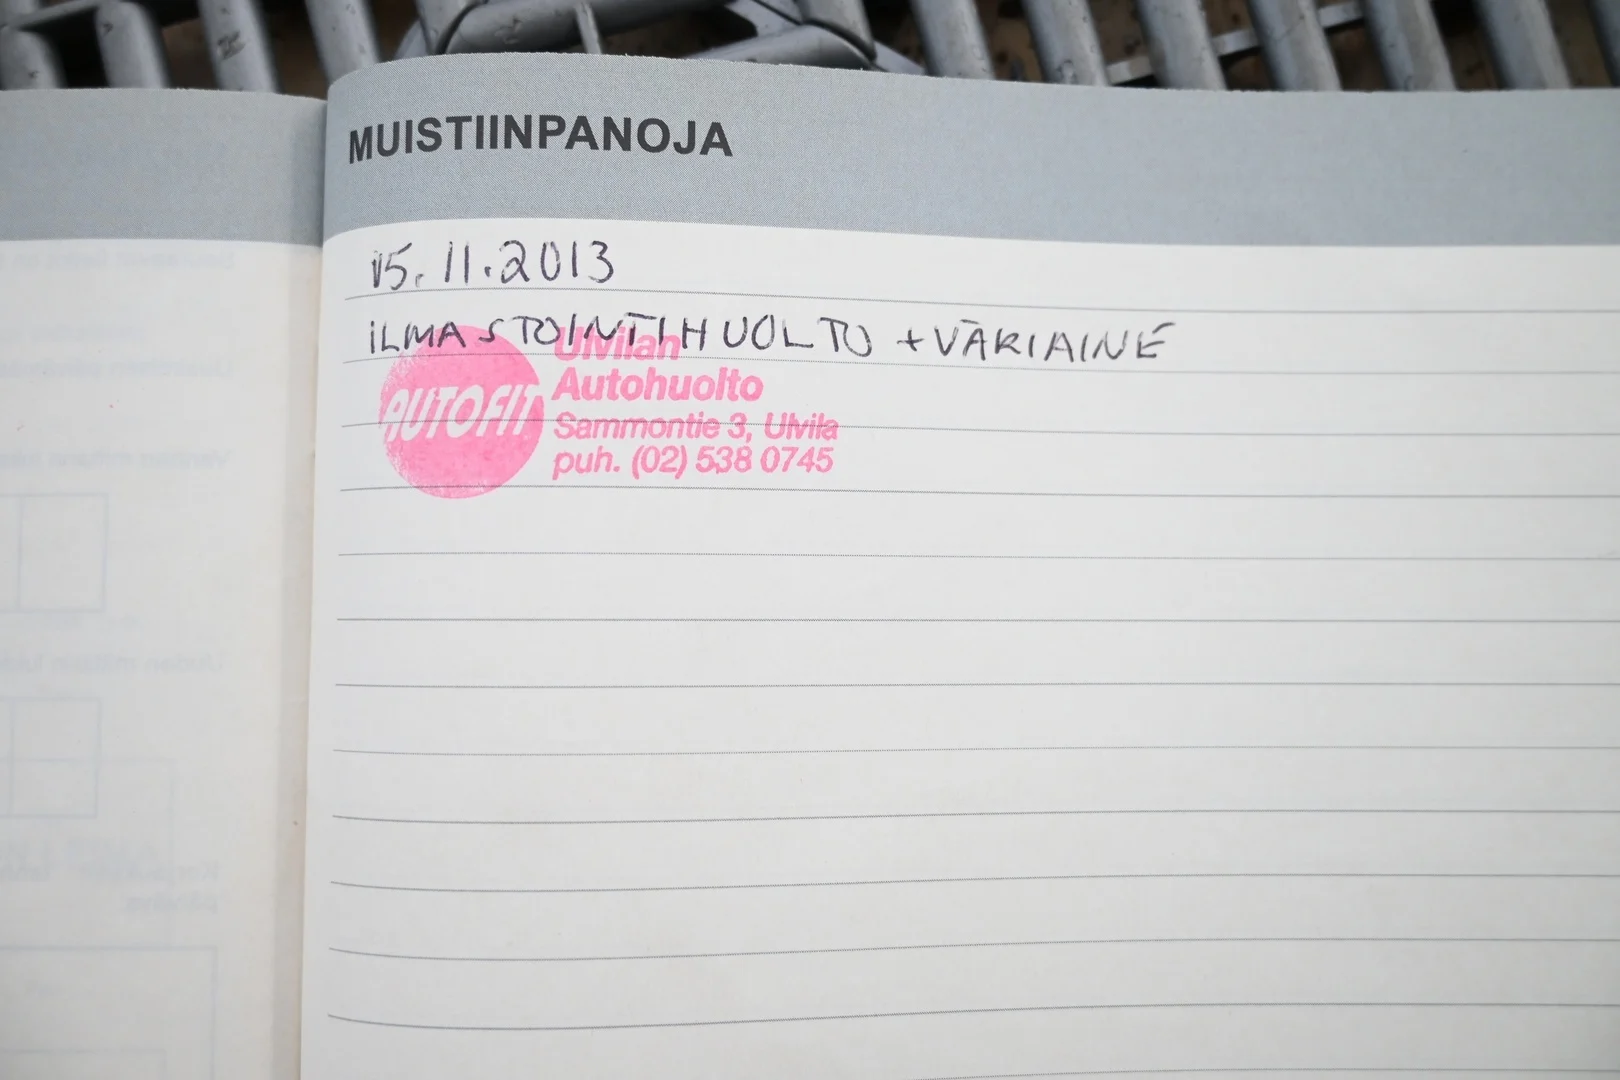 MUISTIINPANOJA
15.11.2013
ILMASTOINTIHUOLTO + VÄRIAINE
AUTOFIT
Ulvilan
Autohuolto
Sammontie 3, Ulvila
puh. (02) 538 0745